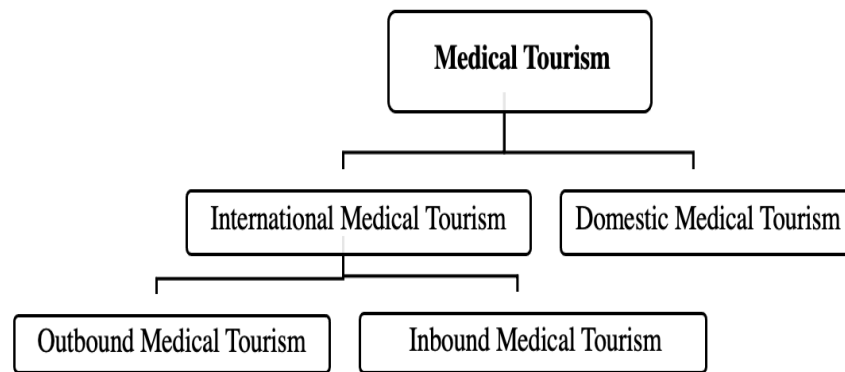 Medical Tourism
International Medical Tourism
Domestic Medical Tourism
Outbound Medical Tourism
Inbound Medical Tourism